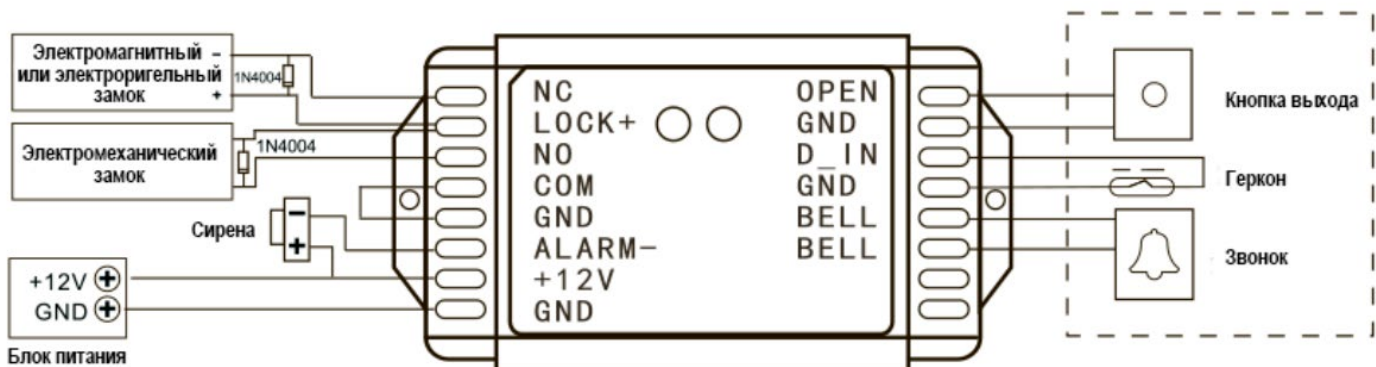 Электромагнитный –
или электроригельный
замок +
1N4004
Электромеханический
замок
1N4004
Сирена
–
+
+12V
GND
Блок питания
NC
LOCK+
NO
COM
GND
ALARM-
+12V
GND
OPEN
GND
D_IN
GND
BELL
BELL
Кнопка выхода
Геркон
Звонок